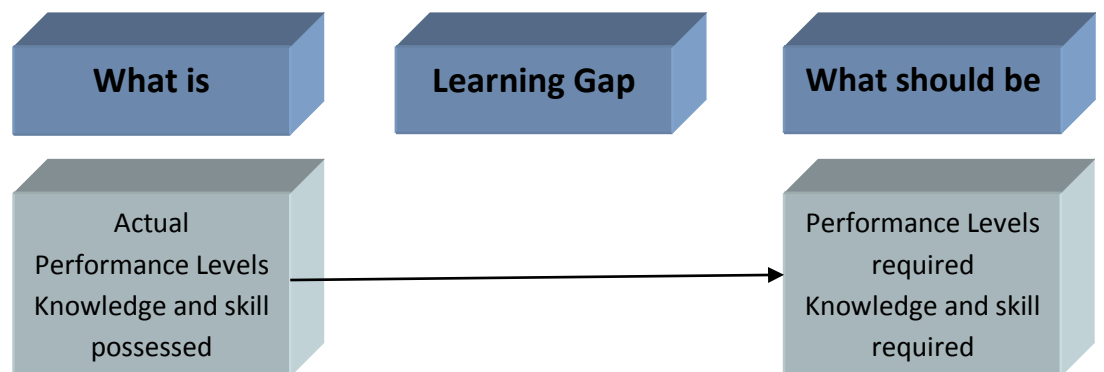 What is
Learning Gap
What should be
Actual
Performance Levels
Knowledge and skill
possessed
Performance Levels
required
Knowledge and skill
required